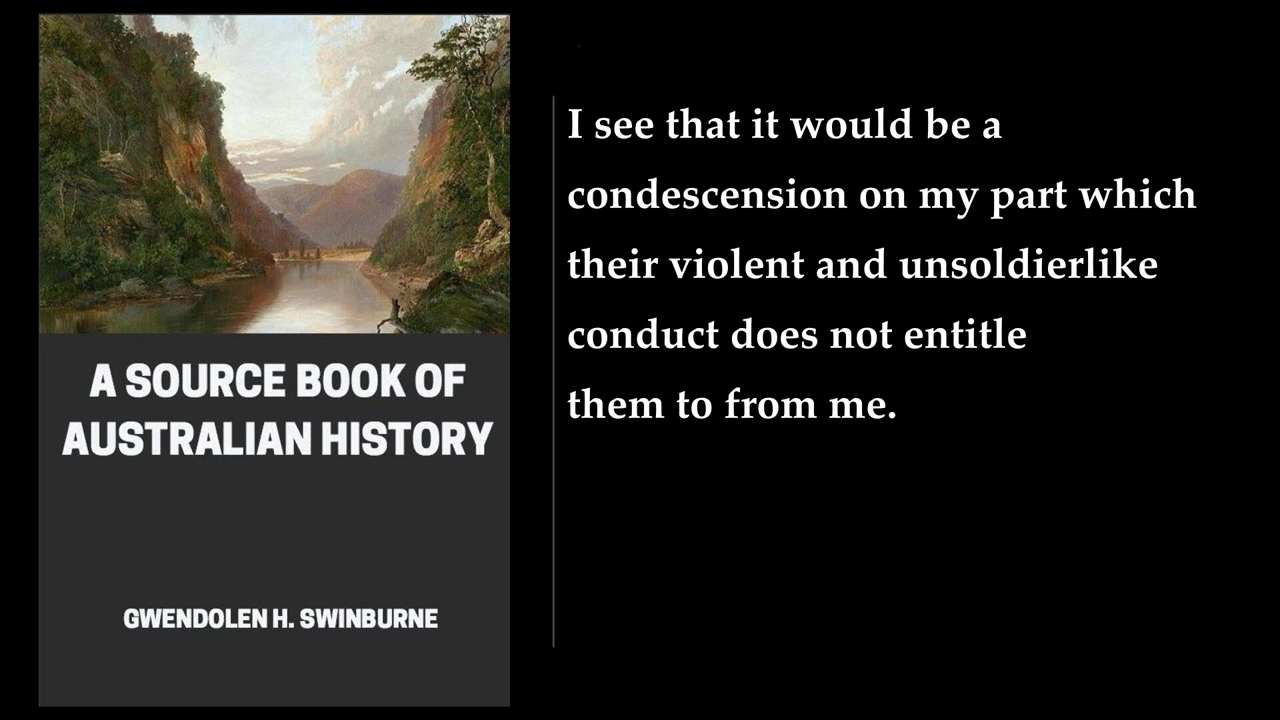 A SOURCE BOOK OF
AUSTRALIAN HISTORY
GWENDOLEN H. SWINBURNE
I see that it would be a
condescension on my part which
their violent and unsoldierlike
conduct does not entitle
them to from me.